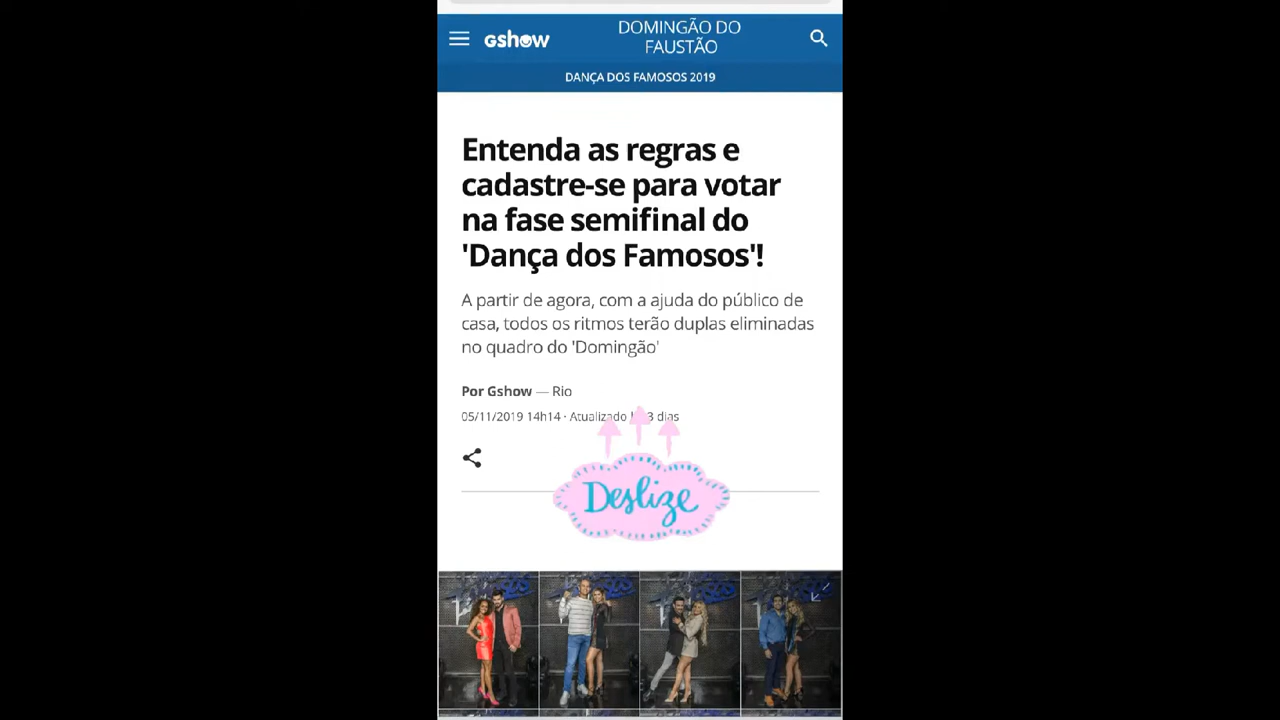 Gshow
DOMINGÃO DO
FAUSTÃO
DANÇA DOS FAMOSOS 2019
Entenda as regras e
cadastre-se para votar
na fase semifinal do
'Dança dos Famosos'!
A partir de agora, com a ajuda do público de
casa, todos os ritmos terão duplas eliminadas
no quadro do 'Domingão'
Por Gshow — Rio
05/11/2019 14h14 · Atualizado 3 dias
Deslize